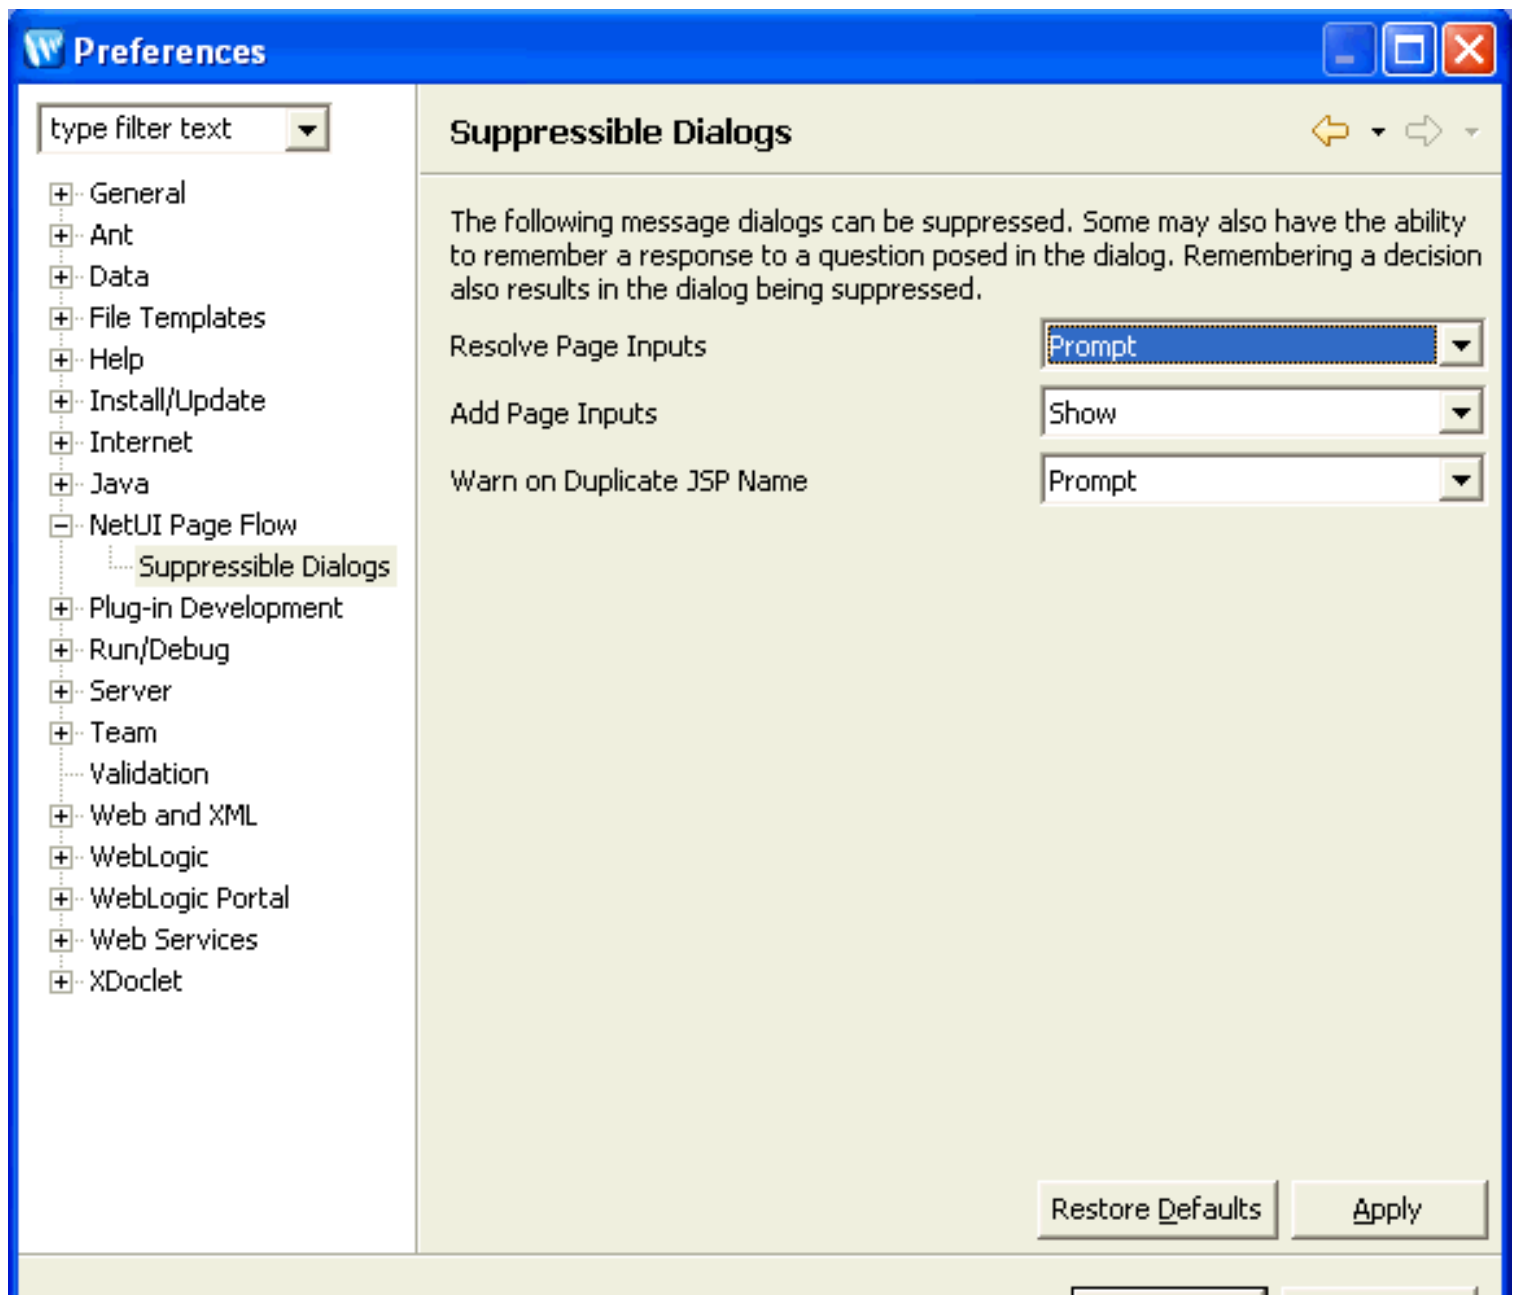 Preferences
type filter text
General
Ant
Data
File Templates
Help
Install/Update
Internet
Java
NetUI Page Flow
Suppressible Dialogs
Plug-in Development
Run/Debug
Server
Team
Validation
Web and XML
WebLogic
WebLogic Portal
Web Services
XDoclet
Suppressible Dialogs
The following message dialogs can be suppressed. Some may also have the ability
to remember a response to a question posed in the dialog. Remembering a decision
also results in the dialog being suppressed.
Resolve Page Inputs Prompt
Add Page Inputs Show
Warn on Duplicate JSP Name Prompt
Restore Defaults Apply